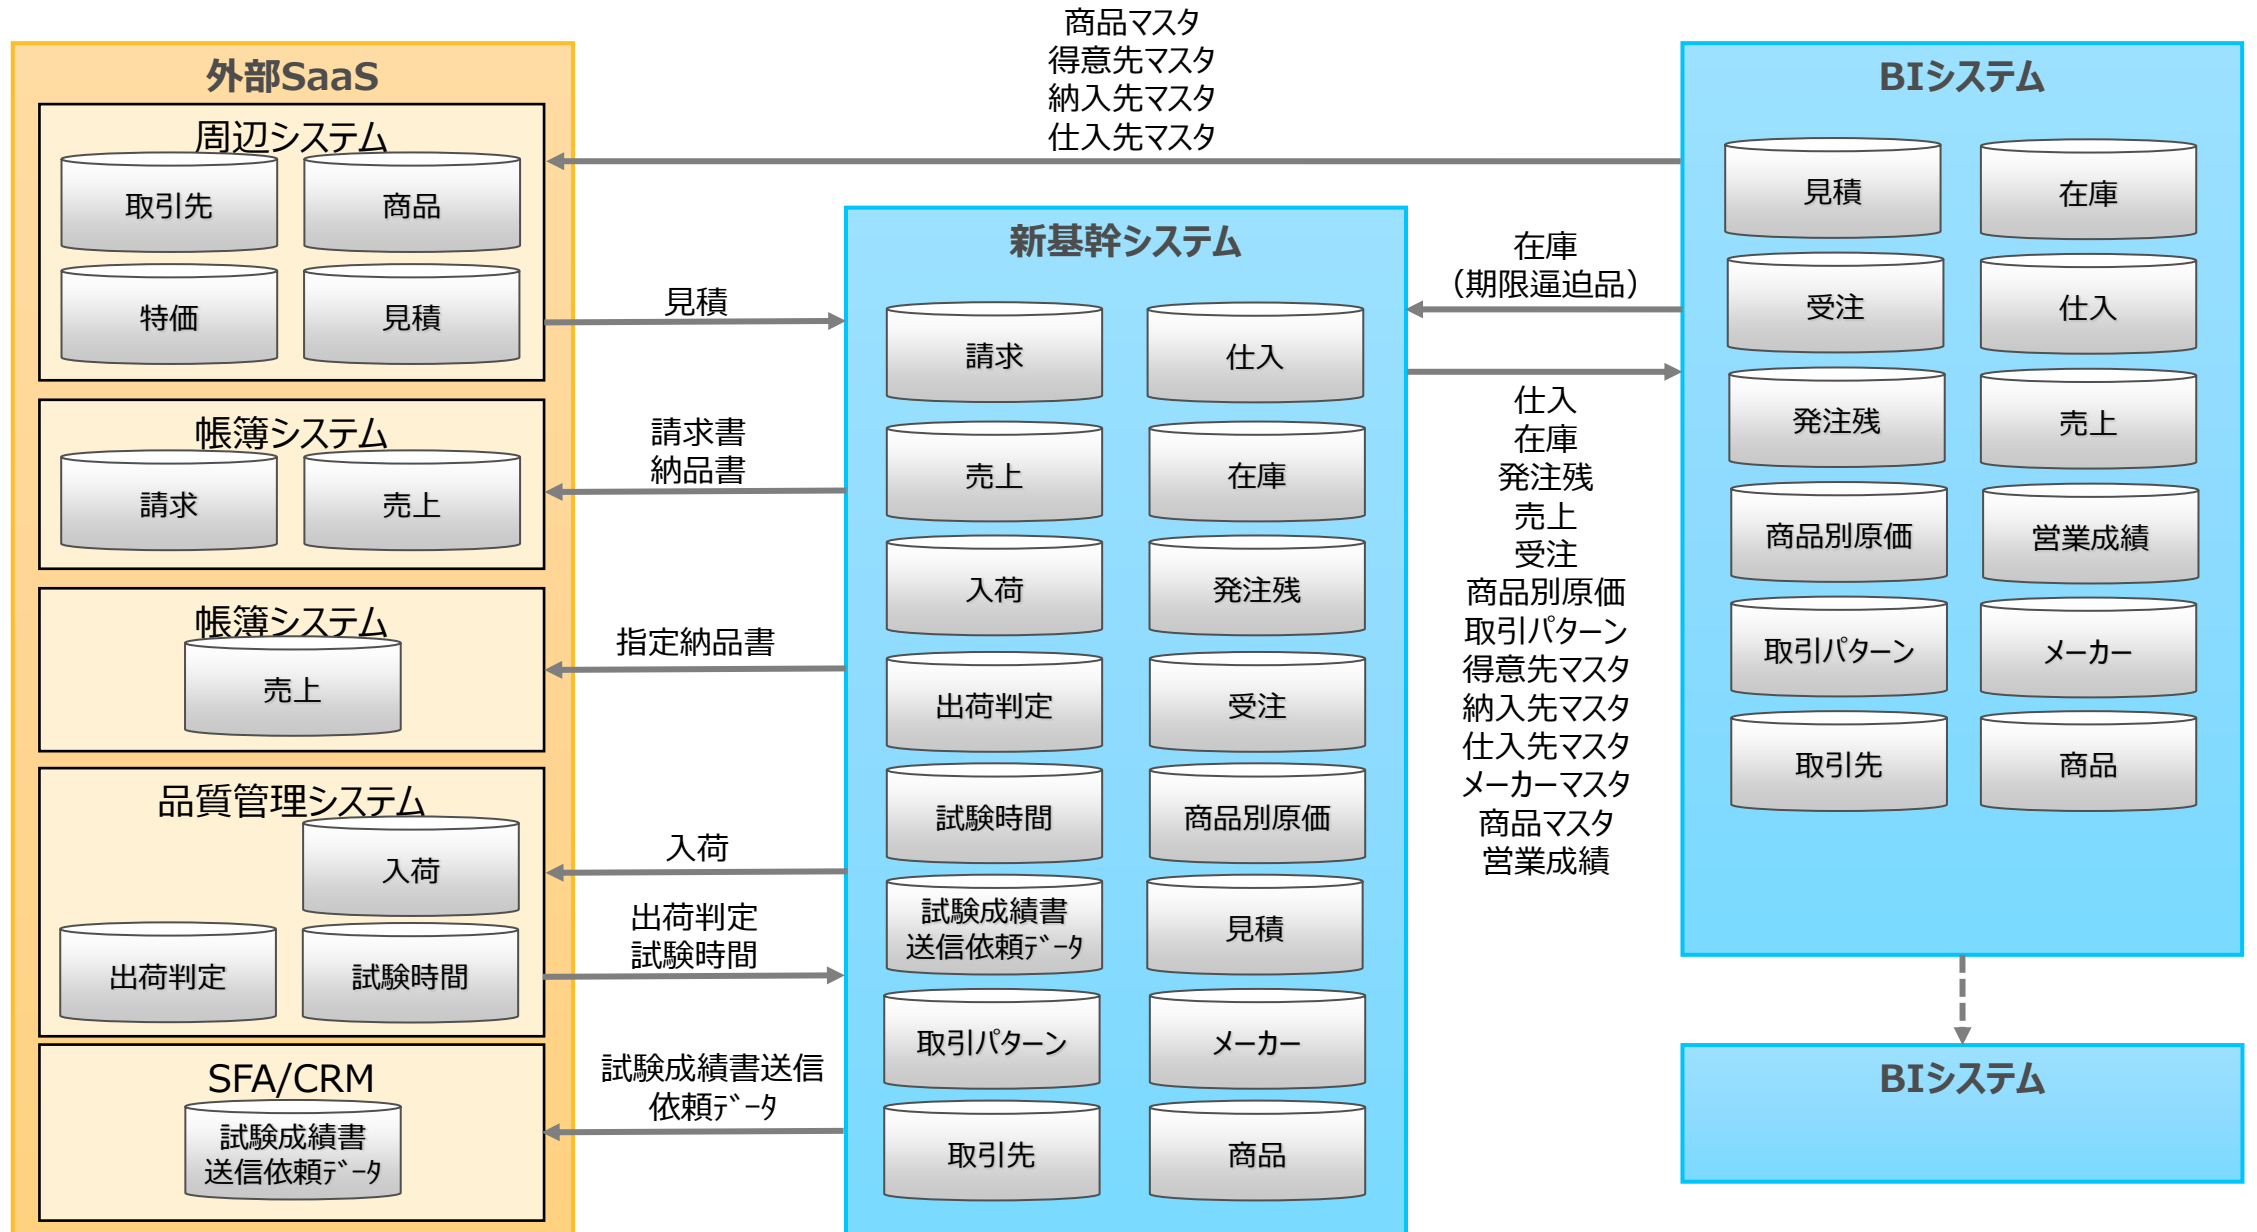 商品マスタ
得意先マスタ
納入先マスタ
仕入先マスタ
外部SaaS
周辺システム
取引先
商品
特価
見積
帳簿システム
請求
売上
帳簿システム
売上
品質管理システム
入荷
出荷判定
試験時間
SFA/CRM
試験成績書
送信依頼ﾃﾞｰﾀ
見積
請求書
納品書
指定納品書
入荷
出荷判定
試験時間
試験成績書送信
依頼ﾃﾞｰﾀ
新基幹システム
請求
仕入
売上
在庫
入荷
発注残
出荷判定
受注
試験時間
商品別原価
試験成績書
送信依頼ﾃﾞｰﾀ
見積
取引パターン
メーカー
取引先
商品
在庫
（期限逼迫品）
仕入
在庫
発注残
売上
受注
商品別原価
取引パターン
得意先マスタ
納入先マスタ
仕入先マスタ
メーカーマスタ
商品マスタ
営業成績
BIシステム
見積
在庫
受注
仕入
発注残
売上
商品別原価
営業成績
取引パターン
メーカー
取引先
商品
BIシステム